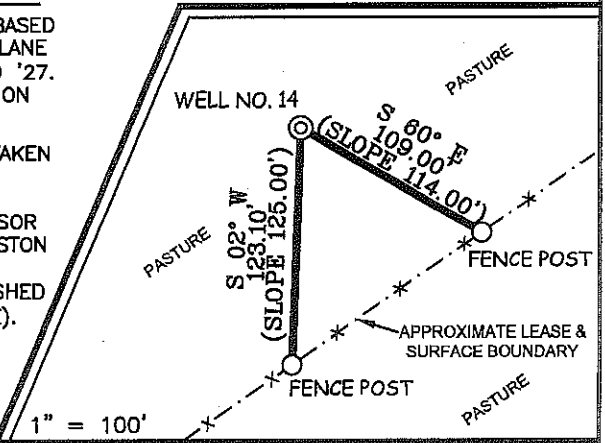 BASED
LANE
'27.
ON
TAKEN
SOR
STON
SHED
).
PASTURE
WELL NO. 14
S 60° E
109.00'
(SLOPE 114.00')
S 02° W
123.10'
(SLOPE 125.00')
PASTURE
FENCE POST
APPROXIMATE LEASE &
SURFACE BOUNDARY
FENCE POST
PASTURE
1" = 100'